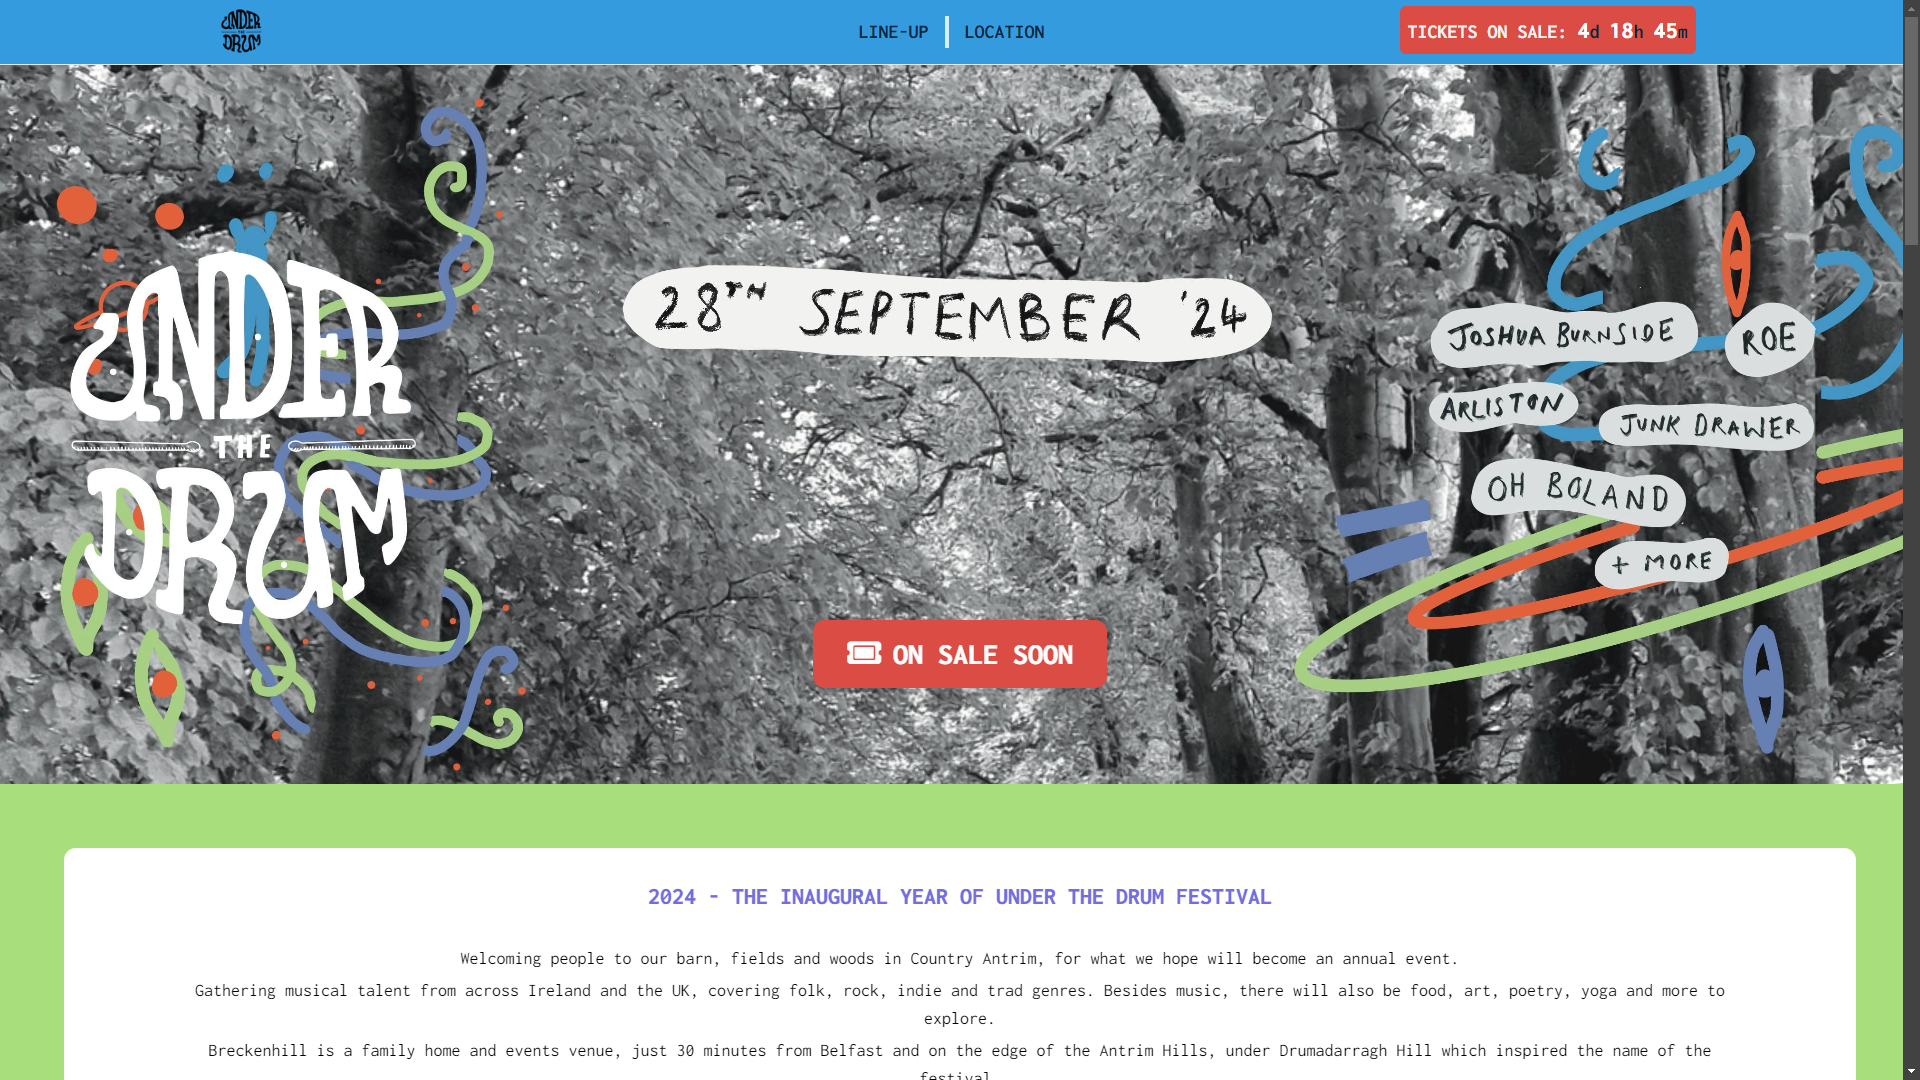 UNDER
THE
DRUM
LINE-UP
LOCATION
TICKETS ON SALE: 4d 18h 45m
UNDER
THE
DRUM
28TH SEPTEMBER '24
JOSHUA BURNSIDE
ROE
ARLISTON
JUNK DRAWER
OH BOLAND
+ MORE
ON SALE SOON
2024 - THE INAUGURAL YEAR OF UNDER THE DRUM FESTIVAL
Welcoming people to our barn, fields and woods in Country Antrim, for what we hope will become an annual event.
Gathering musical talent from across Ireland and the UK, covering folk, rock, indie and trad genres. Besides music, there will also be food, art, poetry, yoga and more to
explore.
Breckenhill is a family home and events venue, just 30 minutes from Belfast and on the edge of the Antrim Hills, under Drumadarragh Hill which inspired the name of the
festival.